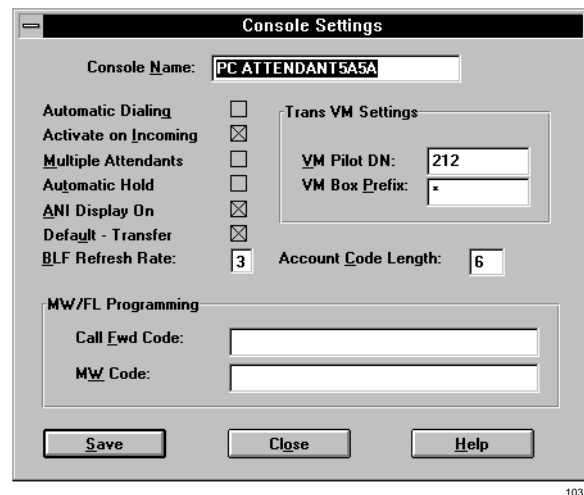 Console Settings
Console Name: PC ATTENDANT5A5A
Automatic Dialing
Activate on Incoming
Multiple Attendants
Automatic Hold
ANI Display On
Default - Transfer
BLF Refresh Rate: 3
Trans VM Settings
VM Pilot DN: 212
VM Box Prefix: *
Account Code Length: 6
MW/FL Programming
Call Fwd Code:
MW Code:
Save Close Help
103